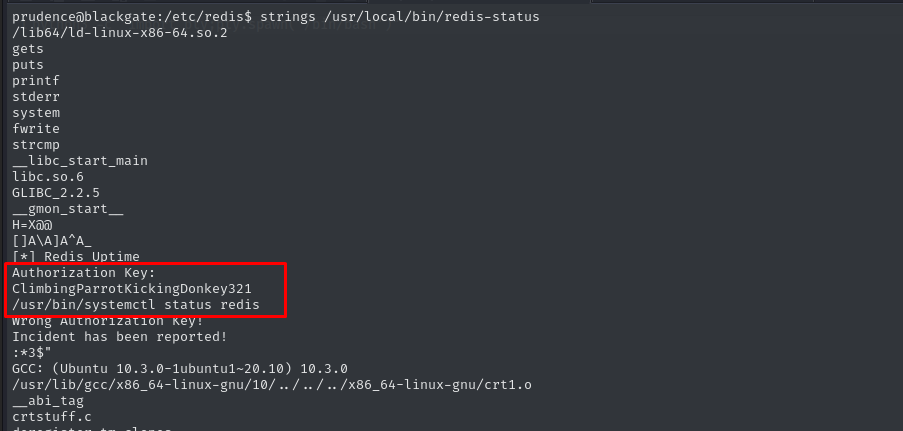 prudence@blackgate:/etc/redis$ strings /usr/local/bin/redis-status
/lib64/ld-linux-x86-64.so.2
gets
puts
printf
stderr
system
fwrite
strcmp
__libc_start_main
libc.so.6
GLIBC_2.2.5
__gmon_start__
H=X@@
[]A\A]A^A_
[*] Redis Uptime
Authorization Key:
ClimbingParrotKickingDonkey321
/usr/bin/systemctl status redis
Wrong Authorization Key!
Incident has been reported!
:*3$"
GCC: (Ubuntu 10.3.0-1ubuntu1~20.10) 10.3.0
/usr/lib/gcc/x86_64-linux-gnu/10/../../../x86_64-linux-gnu/crt1.o
__abi_tag
crtstuff.c